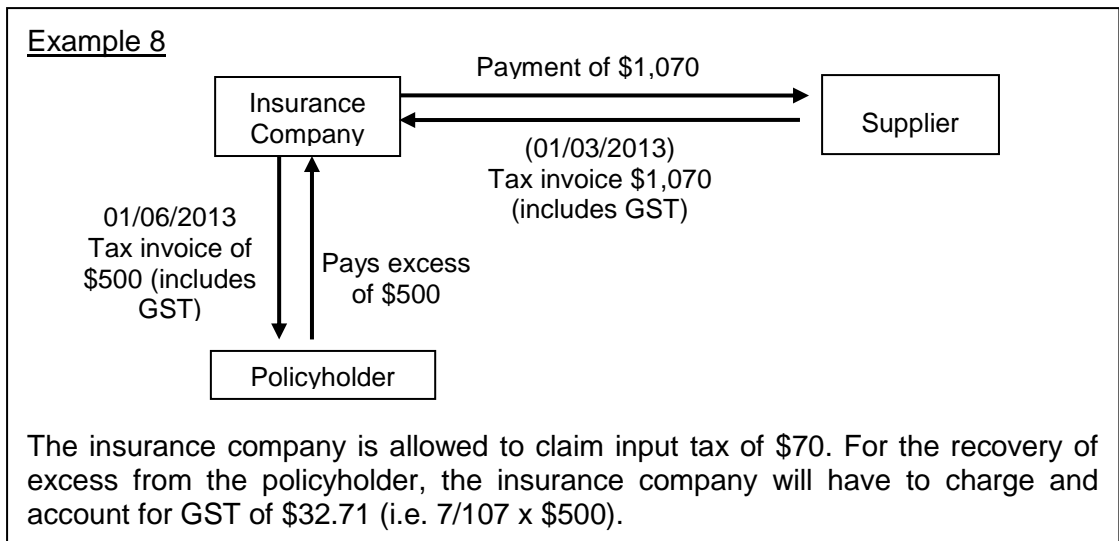 Example 8
Payment of $1,070
Insurance
Company
Supplier
(01/03/2013)
Tax invoice $1,070
(includes GST)
01/06/2013
Tax invoice of
$500 (includes
GST)
Pays excess
of $500
Policyholder
The insurance company is allowed to claim input tax of $70. For the recovery of
excess from the policyholder, the insurance company will have to charge and
account for GST of $32.71 (i.e. 7/107 x $500).